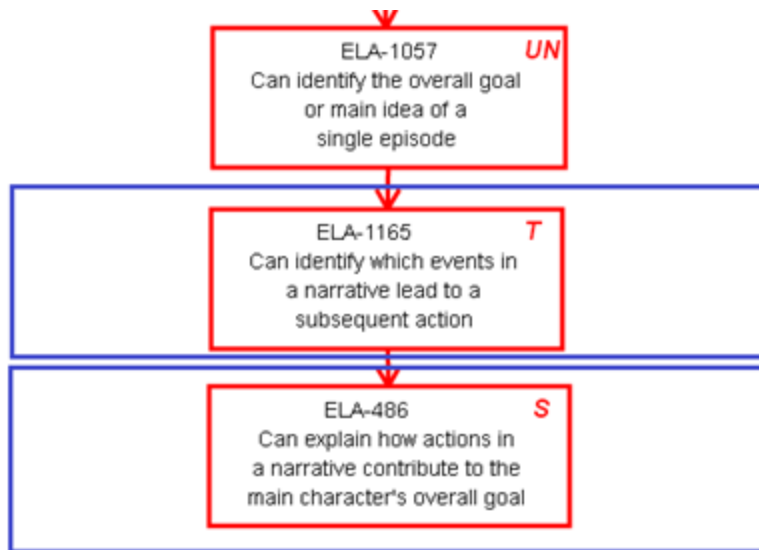 ELA-1057 UN
Can identify the overall goal
or main idea of a
single episode
ELA-1165 T
Can identify which events in
a narrative lead to a
subsequent action
ELA-486 S
Can explain how actions in
a narrative contribute to the
main character's overall goal